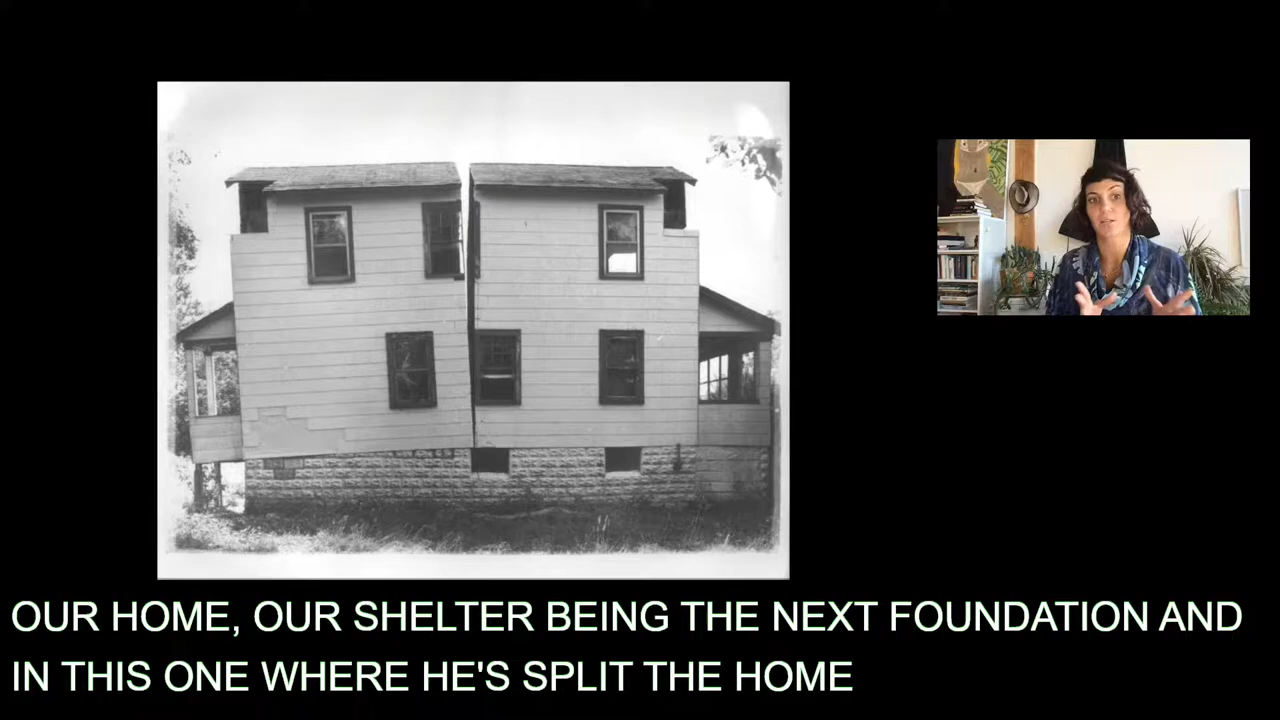 OUR HOME, OUR SHELTER BEING THE NEXT FOUNDATION AND
IN THIS ONE WHERE HE'S SPLIT THE HOME